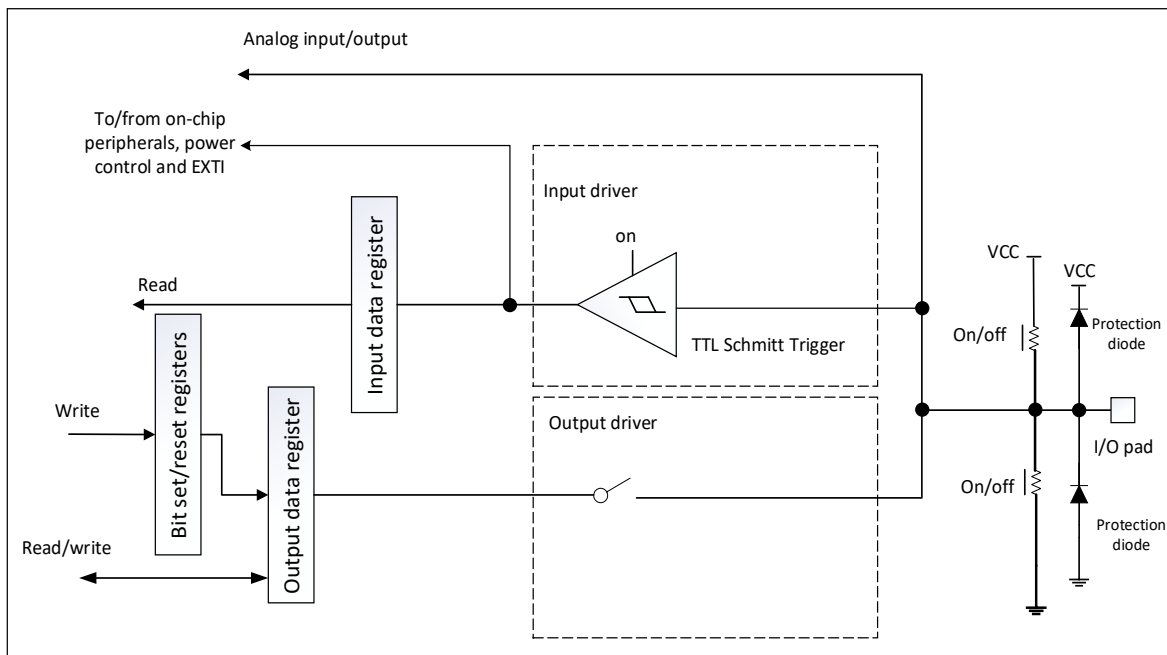 Analog input/output
To/from on-chip
peripherals, power
control and EXTI
Input driver
on
TTL Schmitt Trigger
Input data register
Read
Bit set/reset registers
Write
Output data register
Read/write
Output driver
VCC
VCC
On/off
Protection
diode
I/O pad
On/off
Protection
diode